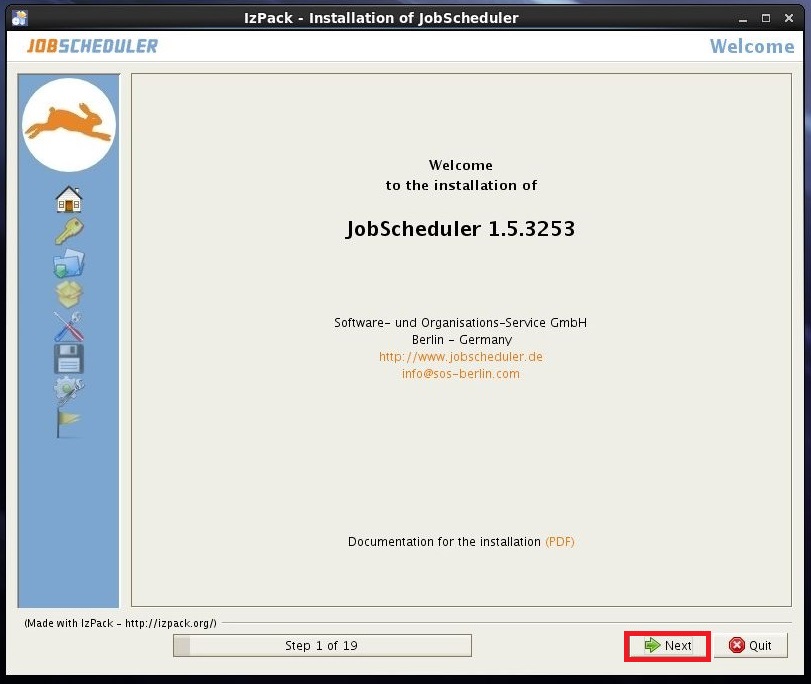 IzPack - Installation of JobScheduler
JOBSCHEDULER
Welcome
Welcome
to the installation of
JobScheduler 1.5.3253
Software- und Organisations-Service GmbH
Berlin - Germany
http://www.jobscheduler.de
info@sos-berlin.com
Documentation for the installation (PDF)
(Made with IzPack - http://izpack.org/)
Step 1 of 19
Next
Quit